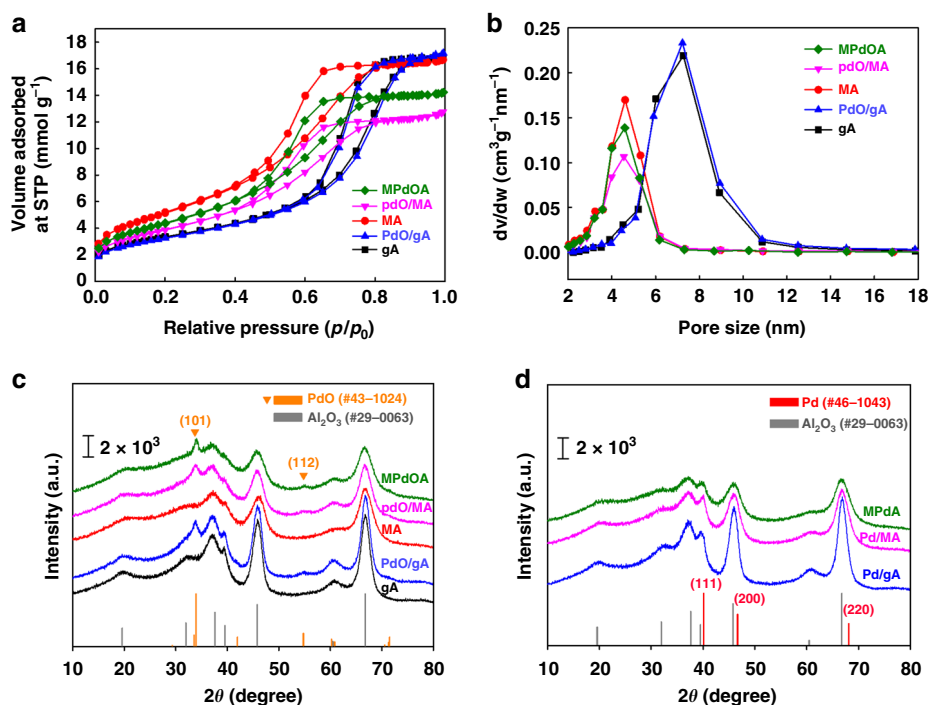 a
Volume adsorbed
at STP (mmol g⁻¹)
18
16
14
12
10
8
6
4
2
0
0.0 0.2 0.4 0.6 0.8 1.0
Relative pressure (p/p₀)
MPdOA
pdO/MA
MA
PdO/gA
gA
b
dv/dw (cm³g⁻¹nm⁻¹)
0.25
0.20
0.15
0.10
0.05
0.00
2 4 6 8 10 12 14 16 18
Pore size (nm)
MPdOA
pdO/MA
MA
PdO/gA
gA
c
Intensity (a.u.)
PdO (#43–1024)
Al₂O₃ (#29–0063)
2 × 10³
(101)
(112)
MPdOA
pdO/MA
MA
PdO/gA
gA
10 20 30 40 50 60 70 80
2θ (degree)
d
Intensity (a.u.)
Pd (#46–1043)
Al₂O₃ (#29–0063)
2 × 10³
MPdA
Pd/MA
Pd/gA
(111)
(200)
(220)
10 20 30 40 50 60 70 80
2θ (degree)